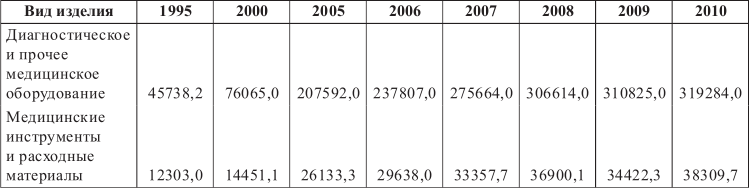 Вид изделия 1995 2000 2005 2006 2007 2008 2009 2010
Диагностическое
и прочее
медицинское
оборудование 45738,2 76065,0 207592,0 237807,0 275664,0 306614,0 310825,0 319284,0
Медицинские
инструменты
и расходные
материалы 12303,0 14451,1 26133,3 29638,0 33357,7 36900,1 34422,3 38309,7